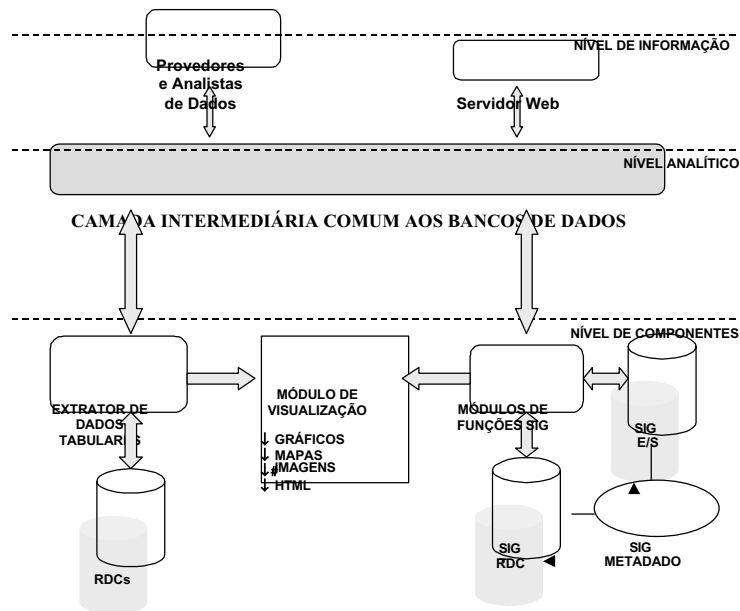 NÍVEL DE INFORMAÇÃO
Provedores
e Analistas
de Dados
Servidor Web
NÍVEL ANALÍTICO
CAMADA INTERMEDIÁRIA COMUM AOS BANCOS DE DADOS
NÍVEL DE COMPONENTES
EXTRATOR DE
DADOS
TABULARES
MÓDULO DE
VISUALIZAÇÃO
↓ GRÁFICOS
↓ MAPAS
↓ IMAGENS
#
↓ HTML
MÓDULOS DE
FUNÇÕES SIG
SIG
E/S
RDCs
SIG
RDC
SIG
METADADO